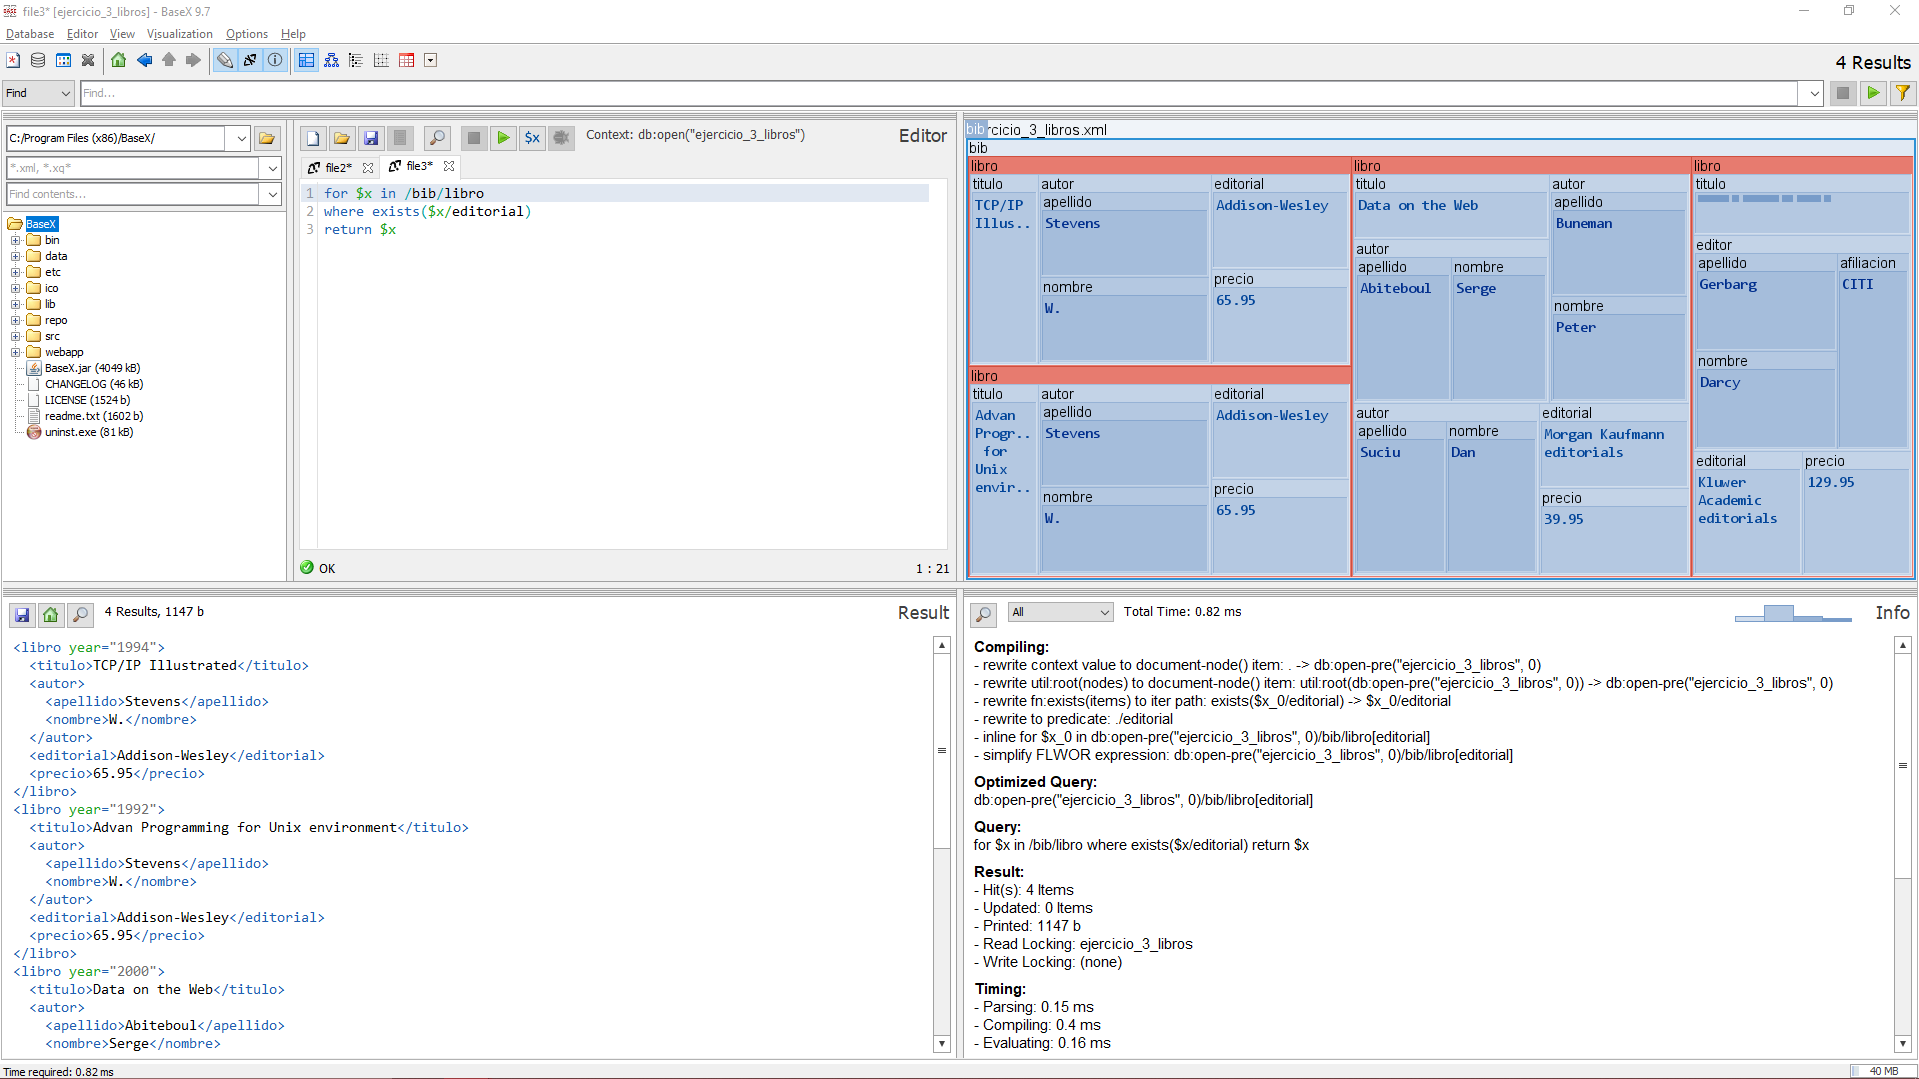 file3* [ejercicio_3_libros] - BaseX 9.7
Database Editor View Visualization Options Help
4 Results
Find
Find...
C:/Program Files (x86)/BaseX/
*.xml, *.xq*
Find contents...
BaseX
bin
data
etc
ico
lib
repo
src
webapp
BaseX.jar (4049 kB)
CHANGELOG (46 kB)
LICENSE (1524 b)
readme.txt (1602 b)
uninst.exe (81 kB)
$x
Context: db:open("ejercicio_3_libros")
Editor
file2*
file3*
1 for $x in /bib/libro
2 where exists($x/editorial)
3 return $x
OK
1 : 21
bib rcicio_3_libros.xml
bib
libro
titulo
TCP/IP
Illus..
autor
apellido
Stevens
nombre
W.
editorial
Addison-Wesley
precio
65.95
libro
titulo
Advan
Progr..
for
Unix
envir..
autor
apellido
Stevens
nombre
W.
editorial
Addison-Wesley
precio
65.95
libro
titulo
Data on the Web
autor
apellido
Buneman
nombre
Peter
autor
apellido
Abiteboul
nombre
Serge
autor
apellido
Suciu
nombre
Dan
editorial
Morgan Kaufmann
editorials
precio
39.95
libro
titulo
editor
apellido
Gerbarg
nombre
Darcy
afiliacion
CITI
editorial
Kluwer
Academic
editorials
precio
129.95
4 Results, 1147 b
Result
<libro year="1994">
<titulo>TCP/IP Illustrated</titulo>
<autor>
<apellido>Stevens</apellido>
<nombre>W.</nombre>
</autor>
<editorial>Addison-Wesley</editorial>
<precio>65.95</precio>
</libro>
<libro year="1992">
<titulo>Advan Programming for Unix environment</titulo>
<autor>
<apellido>Stevens</apellido>
<nombre>W.</nombre>
</autor>
<editorial>Addison-Wesley</editorial>
<precio>65.95</precio>
</libro>
<libro year="2000">
<titulo>Data on the Web</titulo>
<autor>
<apellido>Abiteboul</apellido>
<nombre>Serge</nombre>
All
Total Time: 0.82 ms
Info
Compiling:
- rewrite context value to document-node() item: . -> db:open-pre("ejercicio_3_libros", 0)
- rewrite util:root(nodes) to document-node() item: util:root(db:open-pre("ejercicio_3_libros", 0)) -> db:open-pre("ejercicio_3_libros", 0)
- rewrite fn:exists(items) to iter path: exists($x_0/editorial) -> $x_0/editorial
- rewrite to predicate: ./editorial
- inline for $x_0 in db:open-pre("ejercicio_3_libros", 0)/bib/libro[editorial]
- simplify FLWOR expression: db:open-pre("ejercicio_3_libros", 0)/bib/libro[editorial]
Optimized Query:
db:open-pre("ejercicio_3_libros", 0)/bib/libro[editorial]
Query:
for $x in /bib/libro where exists($x/editorial) return $x
Result:
- Hit(s): 4 Items
- Updated: 0 Items
- Printed: 1147 b
- Read Locking: ejercicio_3_libros
- Write Locking: (none)
Timing:
- Parsing: 0.15 ms
- Compiling: 0.4 ms
- Evaluating: 0.16 ms
Time required: 0.82 ms
40 MB